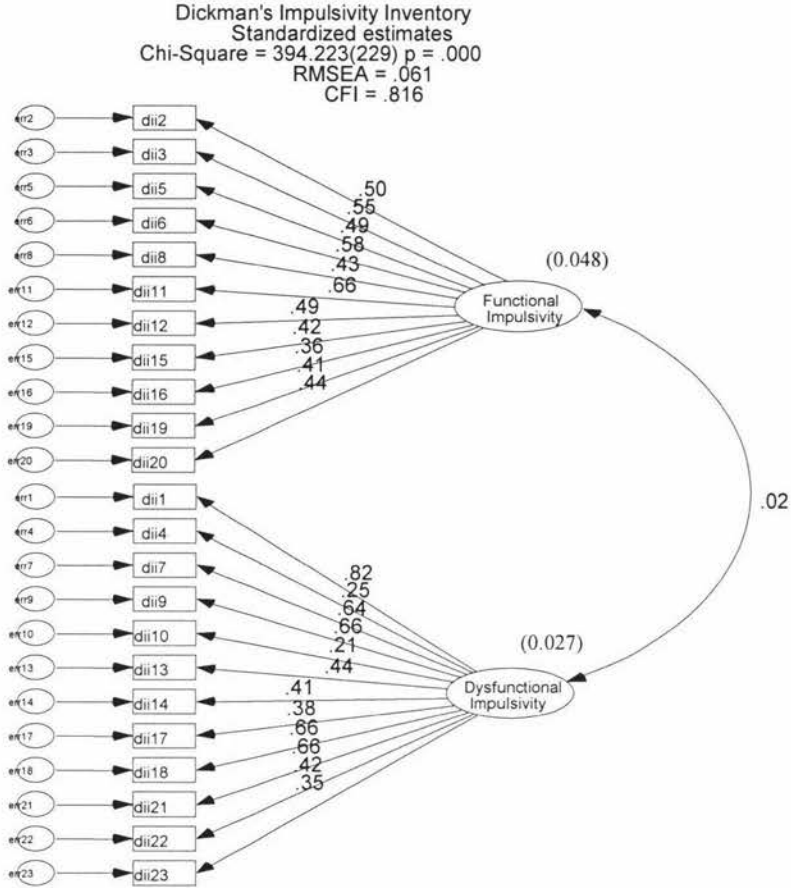 Dickman's Impulsivity Inventory
Standardized estimates
Chi-Square = 394.223(229) p = .000
RMSEA = .061
CFI = .816
err2 dii2
err3 dii3
err5 dii5
err6 dii6
err8 dii8
err11 dii11
err12 dii12
err15 dii15
err16 dii16
err19 dii19
err20 dii20
.50
.55
.49
.58
.43
.66
.49
.42
.36
.41
.44
(0.048)
Functional
Impulsivity
.02
err1 dii1
err4 dii4
err7 dii7
err9 dii9
err10 dii10
err13 dii13
err14 dii14
err17 dii17
err18 dii18
err21 dii21
err22 dii22
err23 dii23
.82
.25
.64
.66
.21
.44
.41
.38
.66
.66
.42
.35
(0.027)
Dysfunctional
Impulsivity